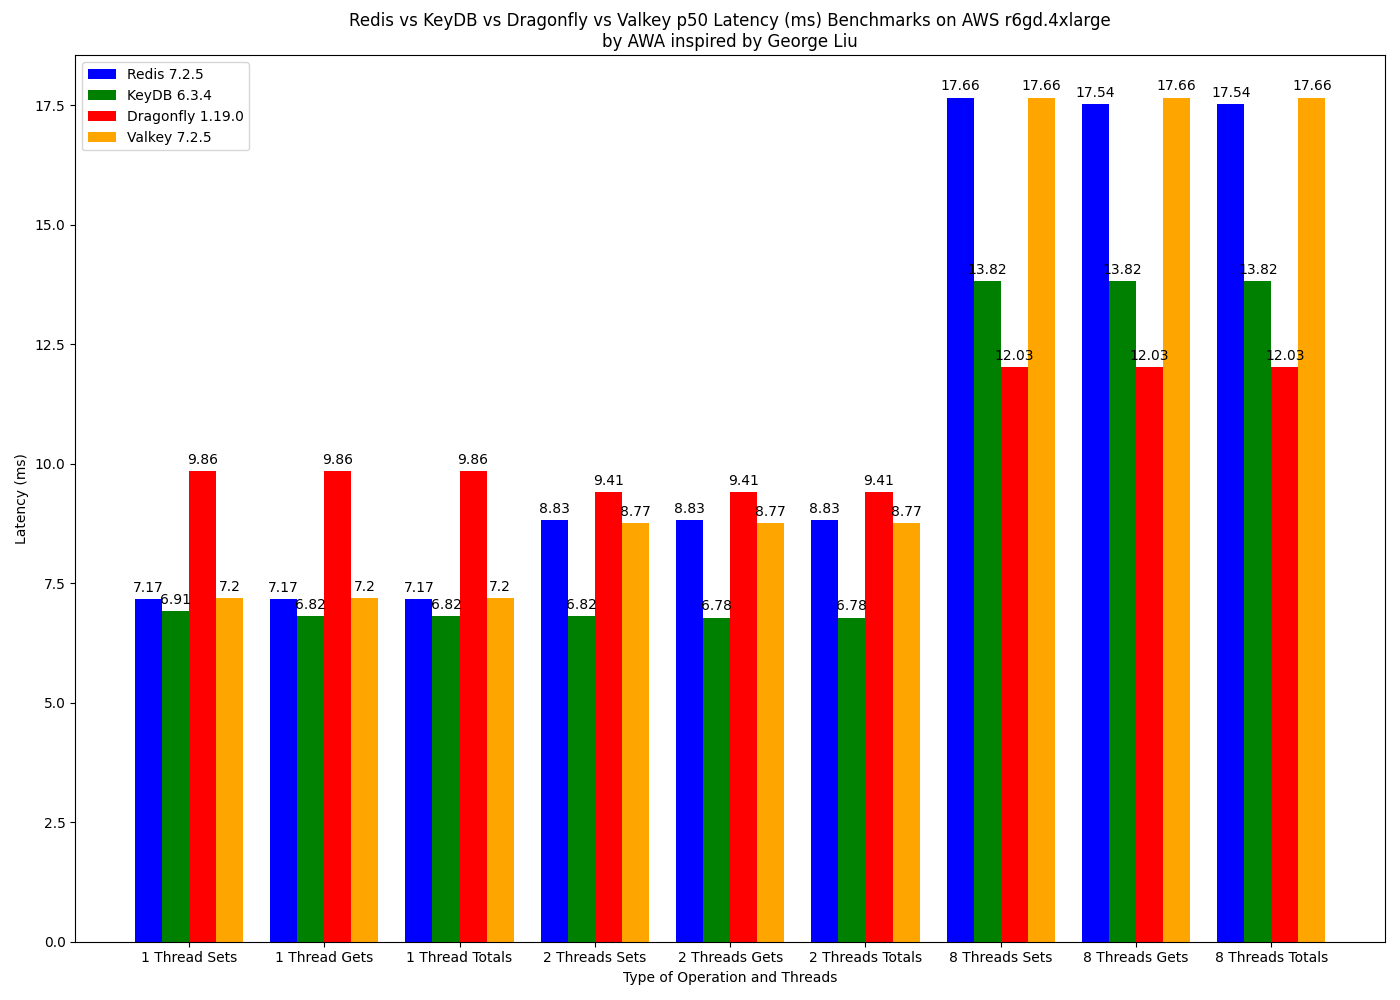 Redis vs KeyDB vs Dragonfly vs Valkey p50 Latency (ms) Benchmarks on AWS r6gd.4xlarge
by AWA inspired by George Liu
Redis 7.2.5
KeyDB 6.3.4
Dragonfly 1.19.0
Valkey 7.2.5
Latency (ms)
17.5
15.0
12.5
10.0
7.5
5.0
2.5
0.0
7.17
6.91
9.86
7.2
7.17
6.82
9.86
7.2
7.17
6.82
9.86
7.2
8.83
6.82
9.41
8.77
8.83
6.78
9.41
8.77
8.83
6.78
9.41
8.77
17.66
13.82
12.03
17.66
17.54
13.82
12.03
17.66
17.54
13.82
12.03
17.66
1 Thread Sets
1 Thread Gets
1 Thread Totals
2 Threads Sets
2 Threads Gets
2 Threads Totals
8 Threads Sets
8 Threads Gets
8 Threads Totals
Type of Operation and Threads